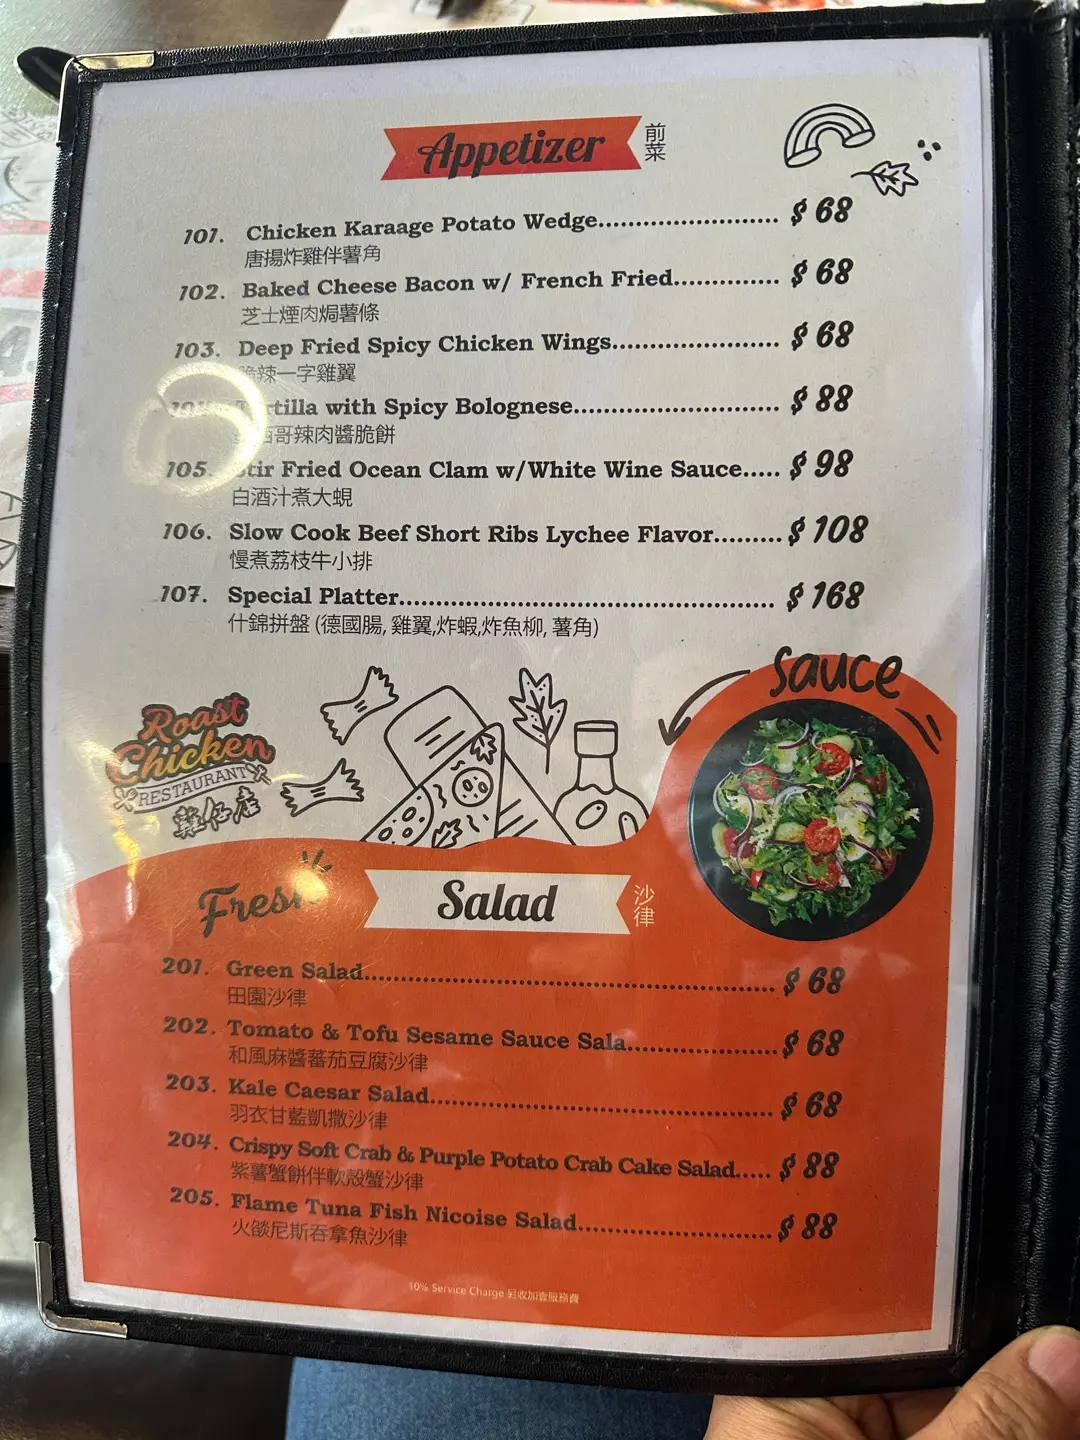 Appetizer 前菜
101. Chicken Karaage Potato Wedge........................ $ 68
唐揚炸雞伴薯角
102. Baked Cheese Bacon w/ French Fried.............. $ 68
芝士煙肉焗薯條
103. Deep Fried Spicy Chicken Wings....................... $ 68
脆辣一字雞翼
Tortilla with Spicy Bolognese............................. $ 88
哥辣肉醬脆餅
105. Stir Fried Ocean Clam w/White Wine Sauce..... $ 98
白酒汁煮大蜆
106. Slow Cook Beef Short Ribs Lychee Flavor......... $ 108
慢煮荔枝牛小排
107. Special Platter..................................................... $ 168
什錦拼盤 (德國腸, 雞翼,炸蝦,炸魚柳, 薯角)
sauce
Roast
Chicken
RESTAURANT
雞仔店
Fresh Salad 沙律
201. Green Salad.......................................................... $ 68
田園沙律
202. Tomato & Tofu Sesame Sauce Sala..................... $ 68
和風麻醬蕃茄豆腐沙律
203. Kale Caesar Salad................................................. $ 68
羽衣甘藍凱撒沙律
204. Crispy Soft Crab & Purple Potato Crab Cake Salad..... $ 88
紫薯蟹餅伴軟殼蟹沙律
205. Flame Tuna Fish Nicoise Salad............................ $ 88
火燄尼斯吞拿魚沙律
10% Service Charge 另收加壹服務費